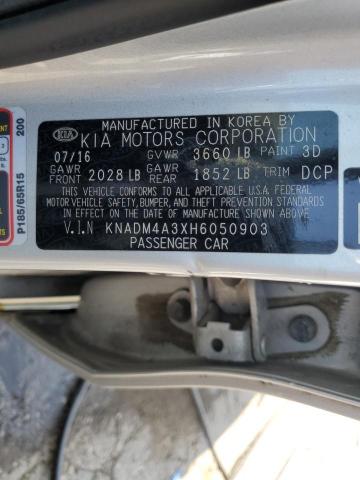 MANUFACTURED IN KOREA BY
KIA KIA MOTORS CORPORATION
07/16 GVWR 3660 LB PAINT 3D
GAWR FRONT 2028 LB GAWR REAR 1852 LB TRIM DCP
THIS VEHICLE CONFORMS TO ALL APPLICABLE U.S.A FEDERAL
MOTOR VEHICLE SAFETY, BUMPER, AND THEFT PREVENTION STANDARDS
IN EFFECT ON THE DATE OF MANUFACTURE SHOWN ABOVE.
V.I.N KNADM4A3XH6050903
PASSENGER CAR
P185/65R15
200